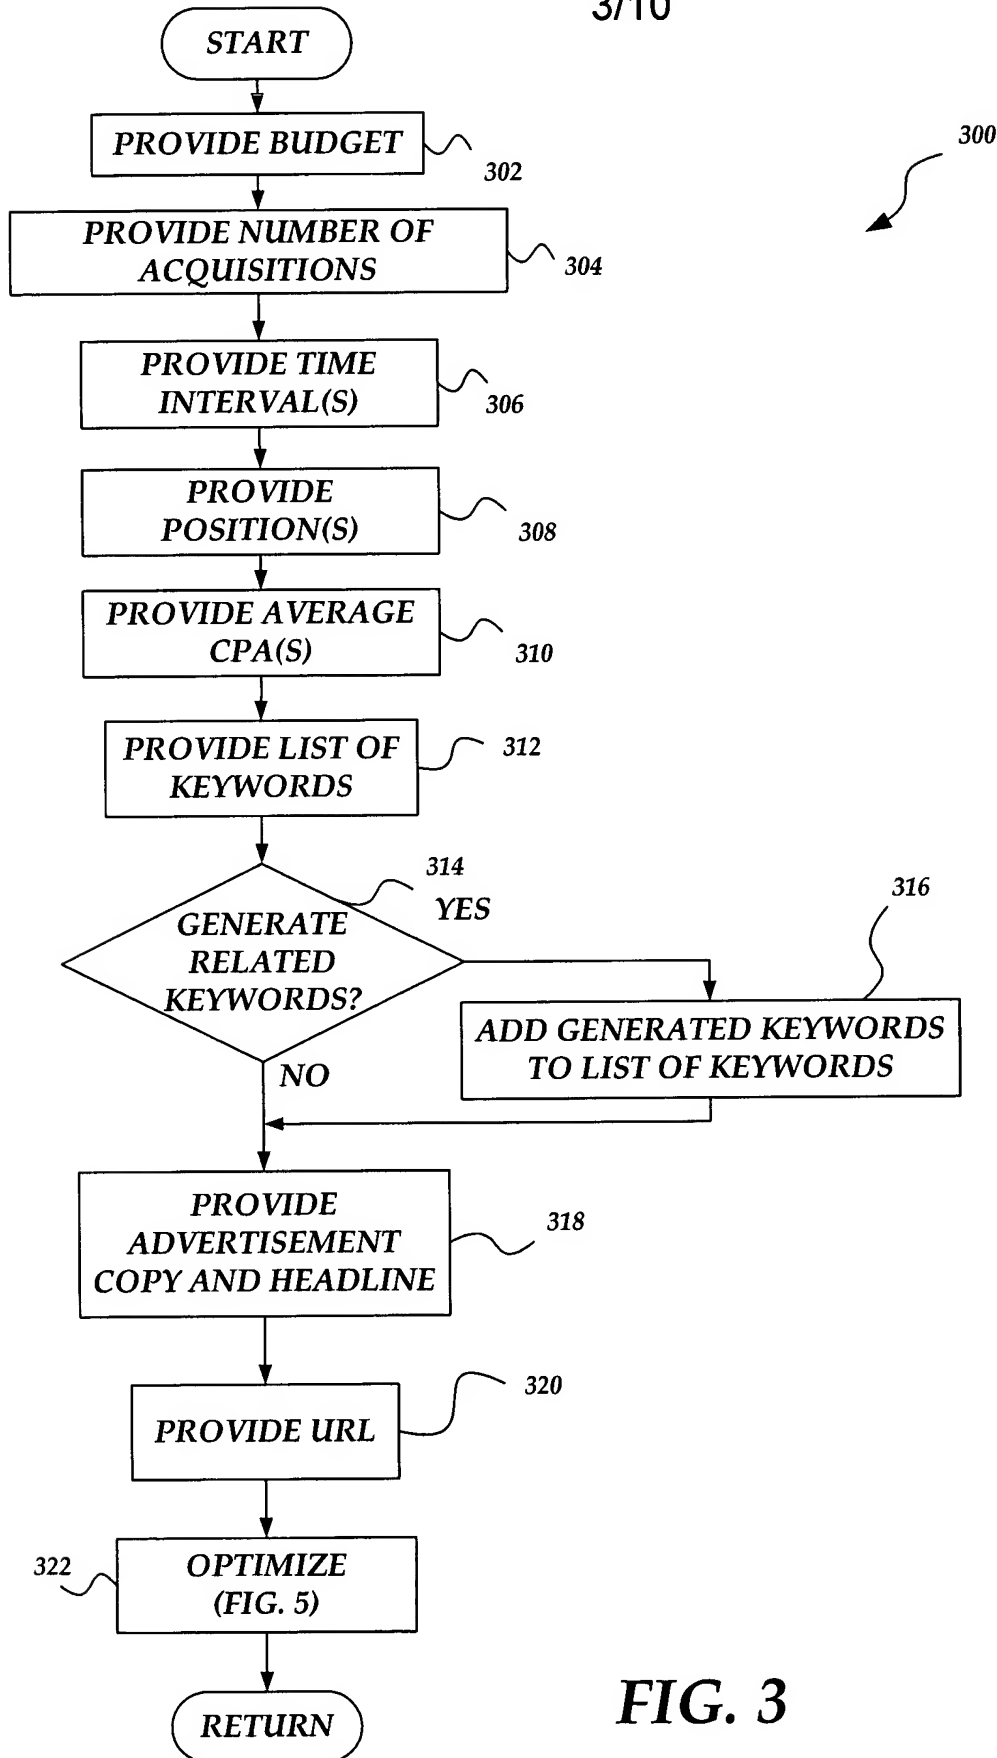 3/10
START
PROVIDE BUDGET
302
300
PROVIDE NUMBER OF
ACQUISITIONS
304
PROVIDE TIME
INTERVAL(S)
306
PROVIDE
POSITION(S)
308
PROVIDE AVERAGE
CPA(S)
310
PROVIDE LIST OF
KEYWORDS
312
314
YES
GENERATE
RELATED
KEYWORDS?
316
ADD GENERATED KEYWORDS
TO LIST OF KEYWORDS
NO
PROVIDE
ADVERTISEMENT
COPY AND HEADLINE
318
PROVIDE URL
320
322
OPTIMIZE
(FIG. 5)
RETURN
FIG. 3